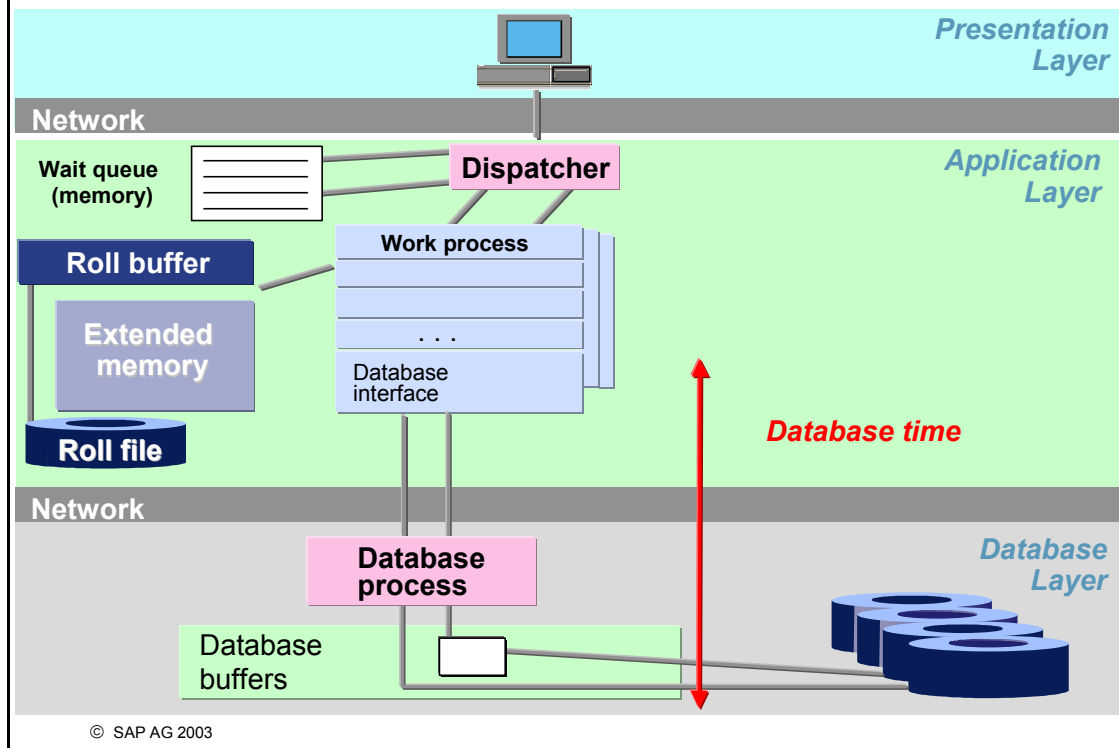 Presentation
Layer
Network
Wait queue
(memory)
Dispatcher
Application
Layer
Work process
Roll buffer
Extended
memory
. . .
Database
interface
Roll file
Database time
Network
Database
process
Database
Layer
Database
buffers
© SAP AG 2003